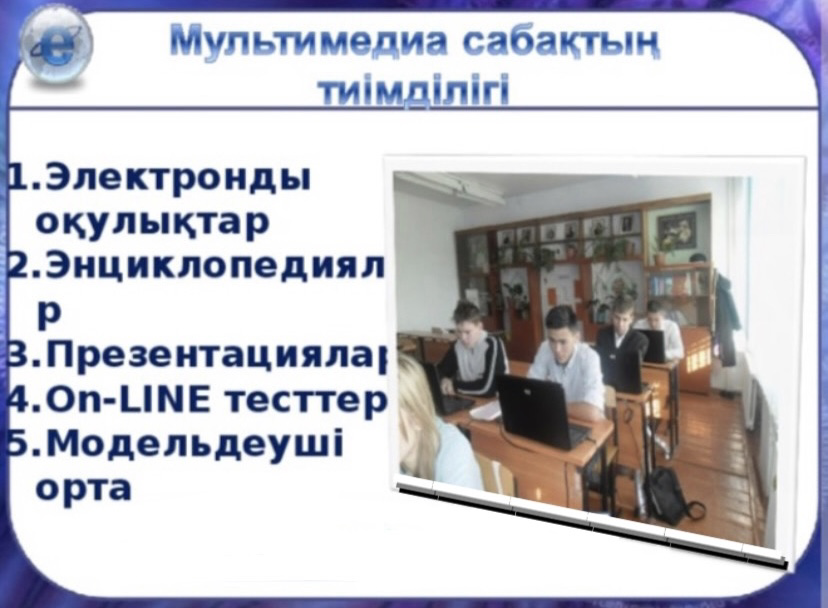 Мультимедиа сабақтың
тиімділігі
1.Электронды
оқулықтар
2.Энциклопедиял
р
3.Презентациялар
4.On-LINE тесттер
5.Модельдеуші
орта